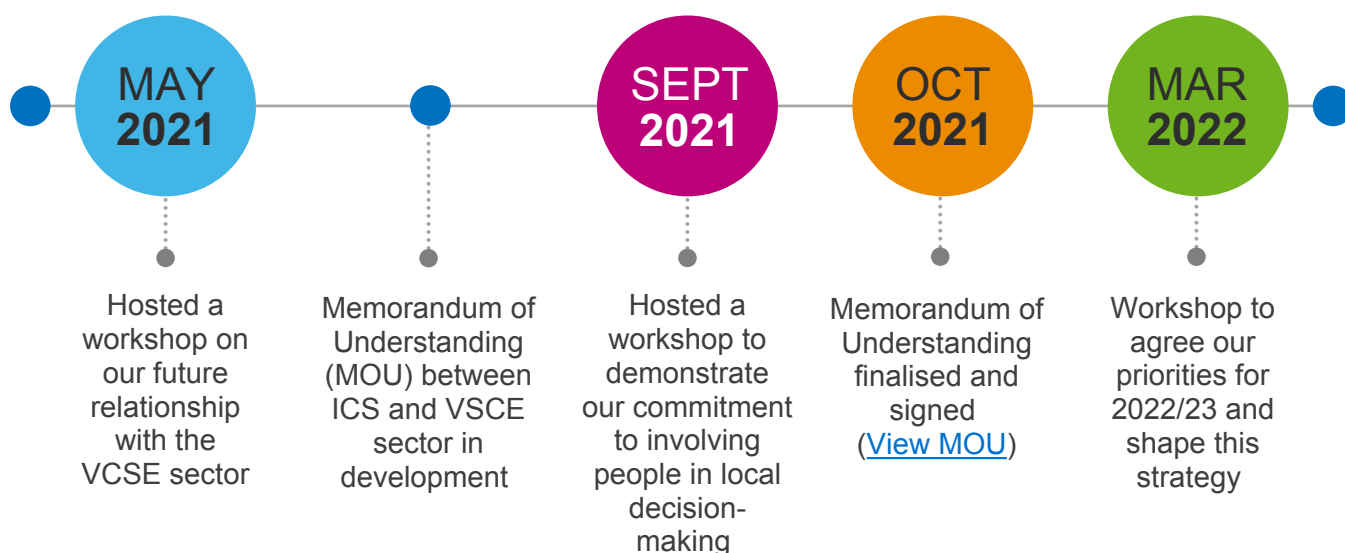 MAY
2021
SEPT
2021
OCT
2021
MAR
2022
Hosted a
workshop on
our future
relationship
with the
VCSE sector
Memorandum of
Understanding
(MOU) between
ICS and VSCE
sector in
development
Hosted a
workshop to
demonstrate
our commitment
to involving
people in local
decision-
making
Memorandum of
Understanding
finalised and
signed
(View MOU)
Workshop to
agree our
priorities for
2022/23 and
shape this
strategy